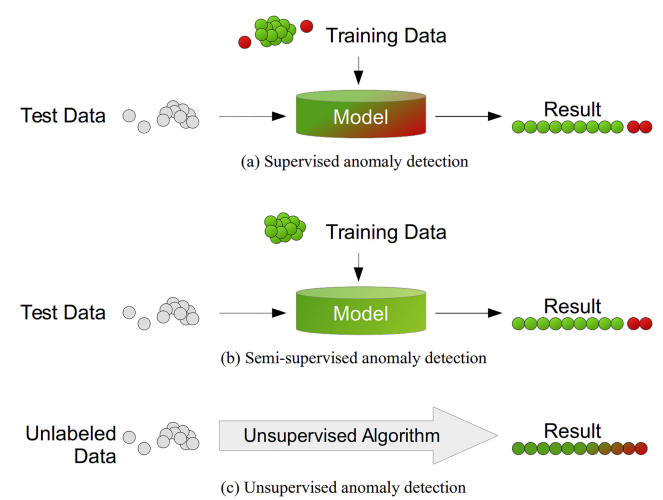 Training Data
Test Data
Model
Result
(a) Supervised anomaly detection
Training Data
Test Data
Model
Result
(b) Semi-supervised anomaly detection
Unlabeled
Data
Unsupervised Algorithm
Result
(c) Unsupervised anomaly detection